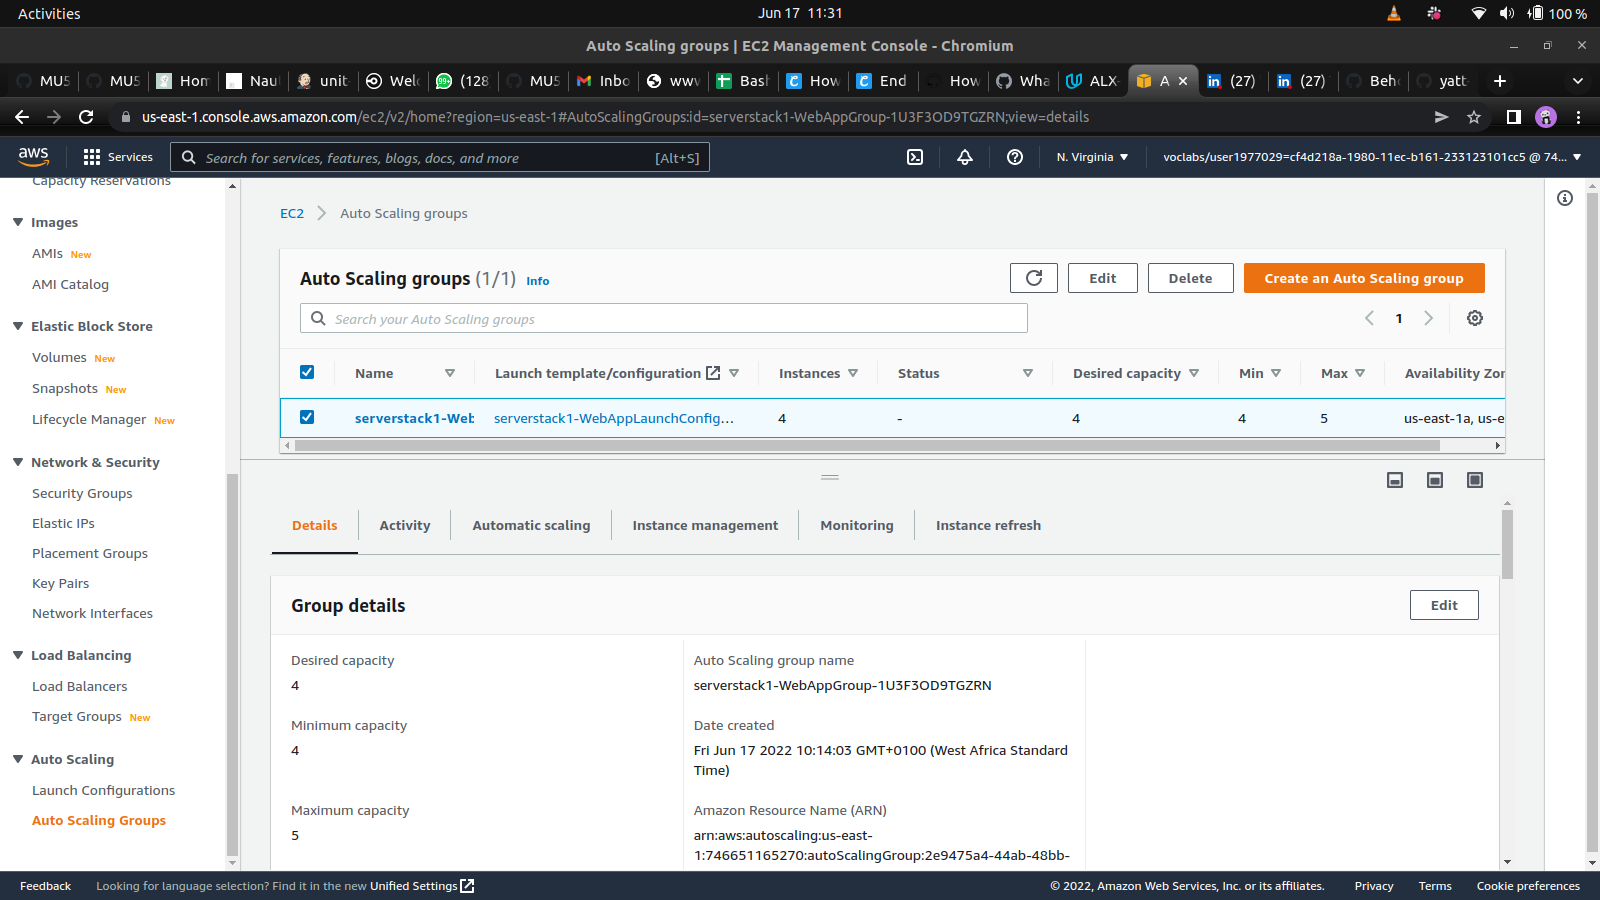 Activities
Jun 17 11:31
100 %
Auto Scaling groups | EC2 Management Console - Chromium
MU5 MU5 Hom Nau unit Welc (128 MU5 Inbo www Bash How End How Wha ALX- A (27) (27) Behe yatt
us-east-1.console.aws.amazon.com/ec2/v2/home?region=us-east-1#AutoScalingGroups:id=serverstack1-WebAppGroup-1U3F3OD9TGZRN;view=details
aws Services Search for services, features, blogs, docs, and more [Alt+S] N. Virginia voclabs/user1977029=cf4d218a-1980-11ec-b161-233123101cc5 @ 74...
Capacity Reservations
Images
AMIs New
AMI Catalog
Elastic Block Store
Volumes New
Snapshots New
Lifecycle Manager New
Network & Security
Security Groups
Elastic IPs
Placement Groups
Key Pairs
Network Interfaces
Load Balancing
Load Balancers
Target Groups New
Auto Scaling
Launch Configurations
Auto Scaling Groups
EC2 Auto Scaling groups
Auto Scaling groups (1/1) Info
Edit Delete Create an Auto Scaling group
Search your Auto Scaling groups
1
Name Launch template/configuration Instances Status Desired capacity Min Max Availability Zor
serverstack1-Web serverstack1-WebAppLaunchConfig... 4 - 4 4 5 us-east-1a, us-e
Details Activity Automatic scaling Instance management Monitoring Instance refresh
Group details
Edit
Desired capacity
4
Minimum capacity
4
Maximum capacity
5
Auto Scaling group name
serverstack1-WebAppGroup-1U3F3OD9TGZRN
Date created
Fri Jun 17 2022 10:14:03 GMT+0100 (West Africa Standard
Time)
Amazon Resource Name (ARN)
arn:aws:autoscaling:us-east-
1:746651165270:autoScalingGroup:2e9475a4-44ab-48bb-
Feedback Looking for language selection? Find it in the new Unified Settings © 2022, Amazon Web Services, Inc. or its affiliates. Privacy Terms Cookie preferences